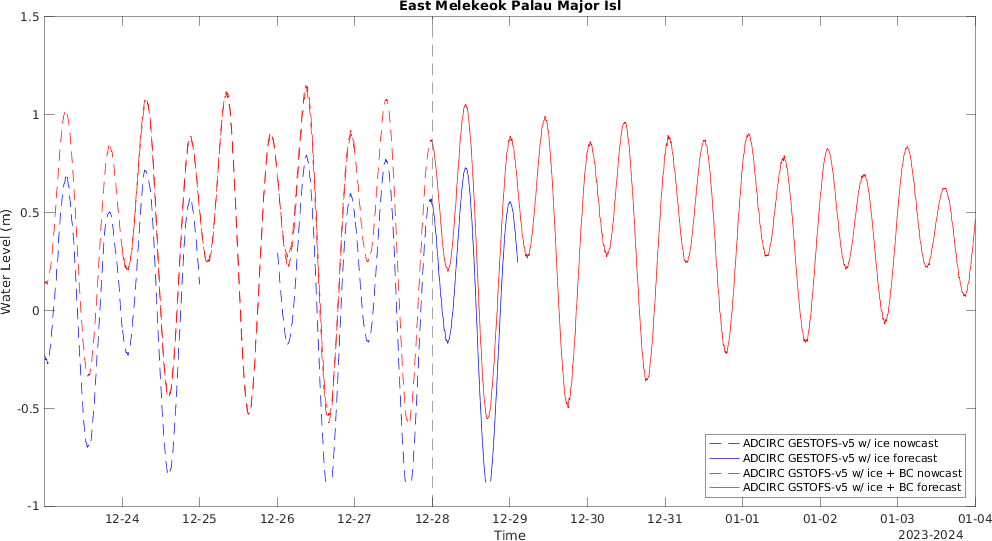 East Melekeok Palau Major Isl
1.5
1
0.5
0
-0.5
-1
Water Level (m)
12-24 12-25 12-26 12-27 12-28 12-29 12-30 12-31 01-01 01-02 01-03 01-04
Time
2023-2024
ADCIRC GESTOFS-v5 w/ ice nowcast
ADCIRC GESTOFS-v5 w/ ice forecast
ADCIRC GSTOFS-v5 w/ ice + BC nowcast
ADCIRC GSTOFS-v5 w/ ice + BC forecast